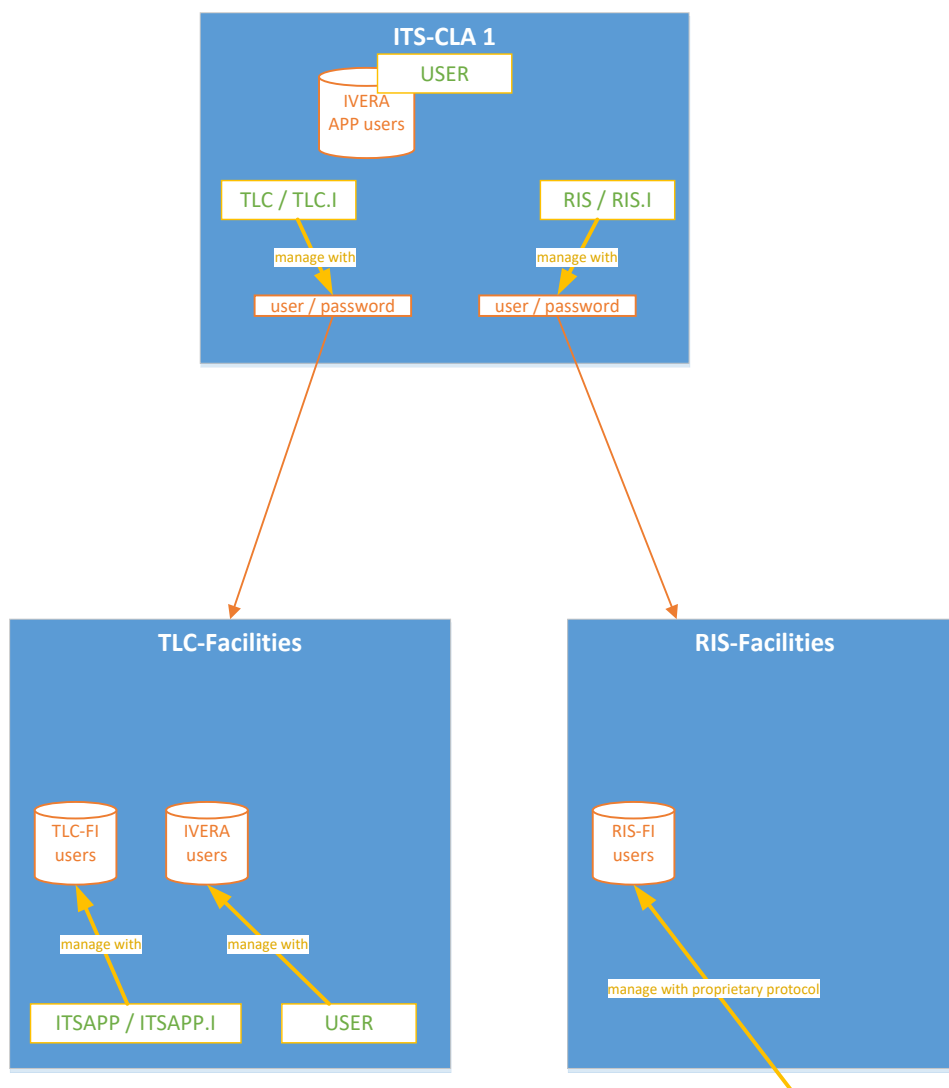 ITS-CLA 1
USER
IVERA
APP users
TLC / TLC.I
RIS / RIS.I
manage with
manage with
user / password
user / password
TLC-Facilities
RIS-Facilities
TLC-FI
users
IVERA
users
RIS-FI
users
manage with
manage with
manage with proprietary protocol
ITSAPP / ITSAPP.I
USER